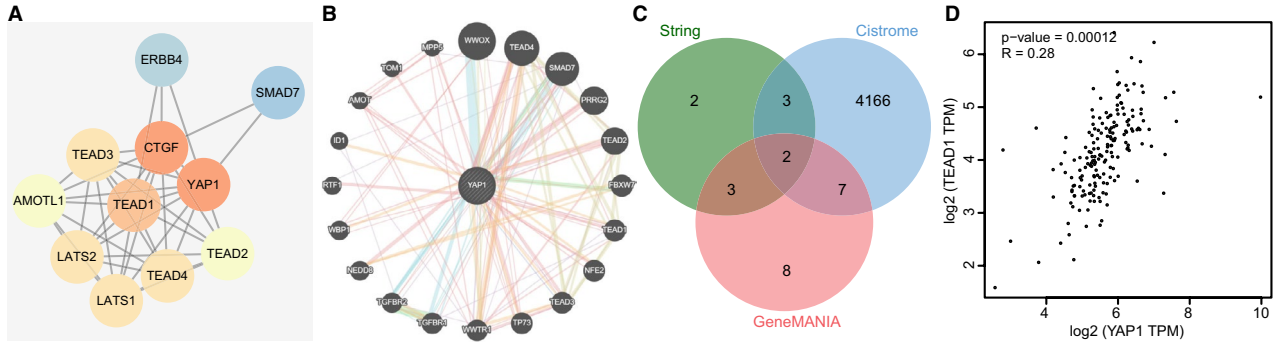 A
ERBB4
SMAD7
TEAD3
CTGF
YAP1
AMOTL1
TEAD1
LATS2
TEAD4
TEAD2
LATS1
B
WWOX
TEAD4
SMAD7
PRRG2
TEAD2
FBXW7
TEAD1
NFE2
TEAD3
TP73
WWTR1
TGFBR1
TGFBR2
NEDD8
WBP1
RTF1
ID1
AMOT
TOM1
MPP5
YAP1
C
String
Cistrome
2
3
4166
2
3
7
8
GeneMANIA
D
p−value = 0.00012
R = 0.28
log2 (TEAD1 TPM)
6
5
4
3
2
4 6 8 10
log2 (YAP1 TPM)